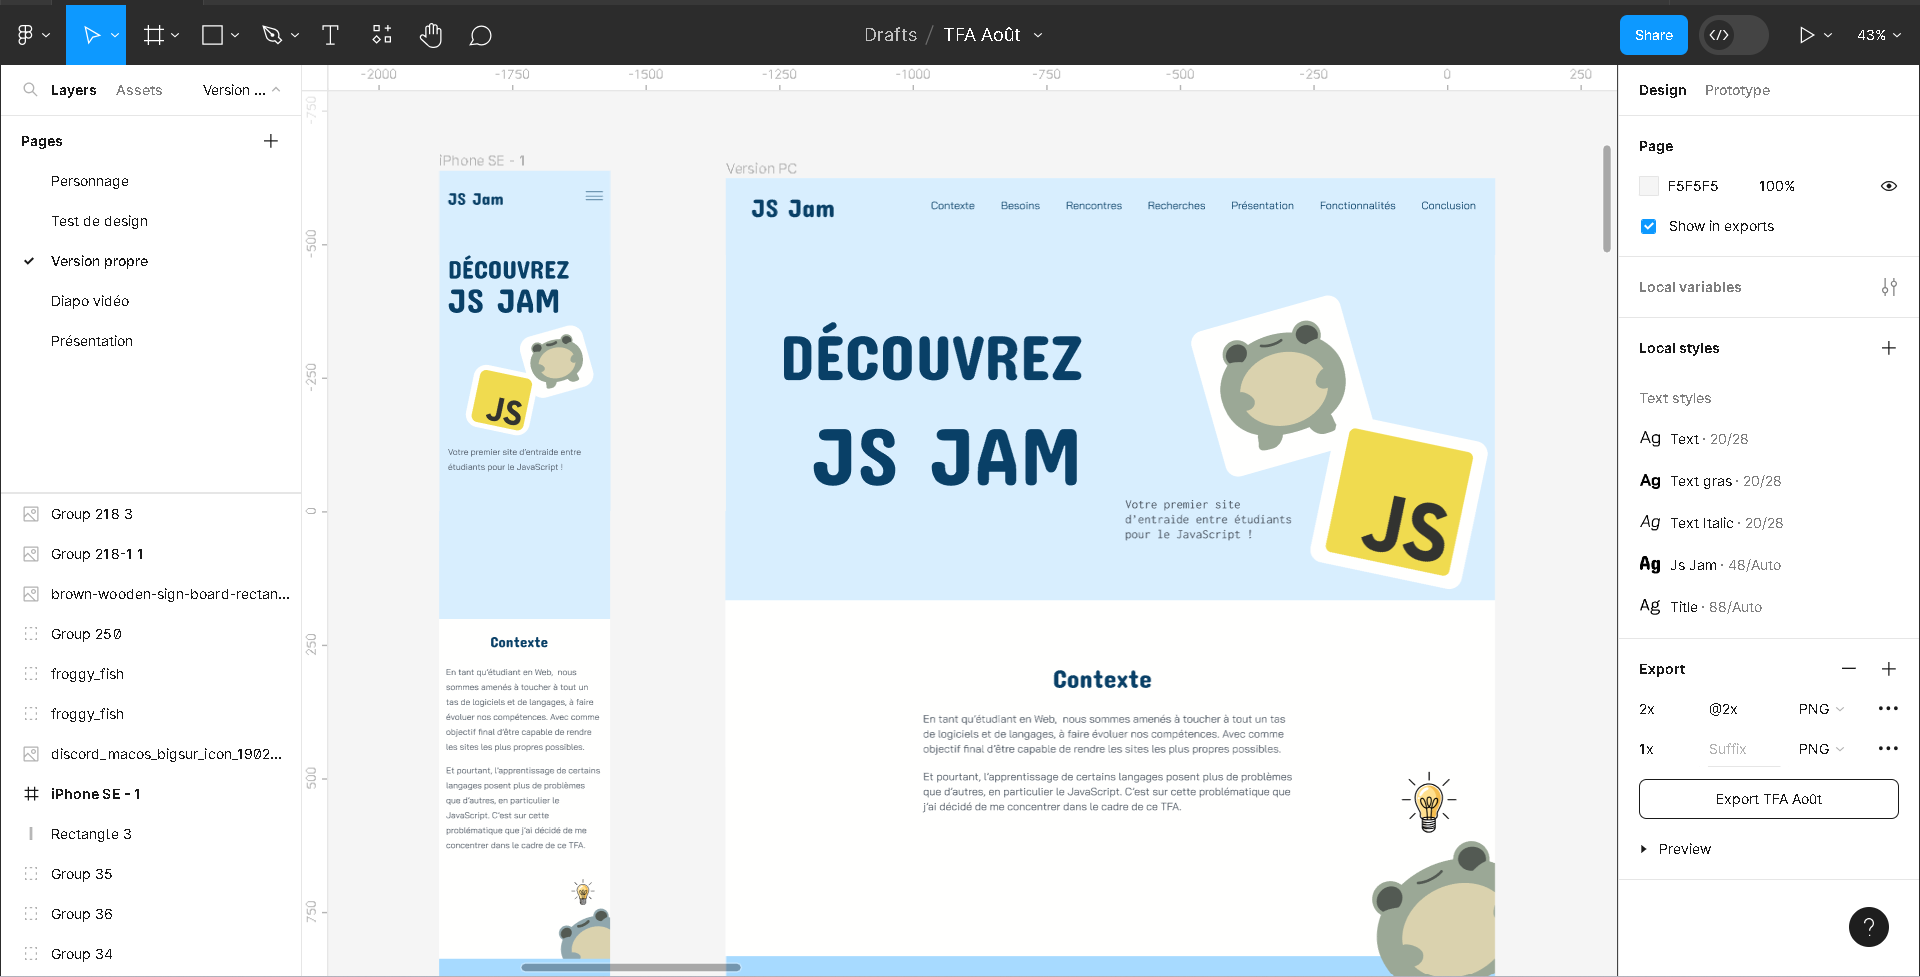 Drafts / TFA Août
Share
43%
Layers
Assets
Version ...
Pages
Personnage
Test de design
Version propre
Diapo vidéo
Présentation
Group 218 3
Group 218-1 1
brown-wooden-sign-board-rectan...
Group 250
froggy_fish
froggy_fish
discord_macos_bigsur_icon_1902...
iPhone SE - 1
Rectangle 3
Group 35
Group 36
Group 34
-2000 -1750 -1500 -1250 -1000 -750 -500 -250 0 250
-750
-500
-250
0
250
500
750
iPhone SE - 1
JS Jam
DÉCOUVREZ
JS JAM
JS
Votre premier site d'entraide entre
étudiants pour le JavaScript !
Contexte
En tant qu'étudiant en Web, nous
sommes amenés à toucher à tout un
tas de logiciels et de langages, à faire
évoluer nos compétences. Avec comme
objectif final d'être capable de rendre
les sites les plus propres possibles.
Et pourtant, l'apprentissage de certains
langages posent plus de problèmes
que d'autres, en particulier le
JavaScript. C'est sur cette
problématique que j'ai décidé de me
concentrer dans le cadre de ce TFA.
Version PC
JS Jam
Contexte Besoins Rencontres Recherches Présentation Fonctionnalités Conclusion
DÉCOUVREZ
JS JAM
Votre premier site
d'entraide entre étudiants
pour le JavaScript !
JS
Contexte
En tant qu'étudiant en Web, nous sommes amenés à toucher à tout un tas
de logiciels et de langages, à faire évoluer nos compétences. Avec comme
objectif final d'être capable de rendre les sites les plus propres possibles.
Et pourtant, l'apprentissage de certains langages posent plus de problèmes
que d'autres, en particulier le JavaScript. C'est sur cette problématique que
j'ai décidé de me concentrer dans le cadre de ce TFA.
Design
Prototype
Page
F5F5F5 100%
Show in exports
Local variables
Local styles
Text styles
Ag Text · 20/28
Ag Text gras · 20/28
Ag Text Italic · 20/28
Ag Js Jam · 48/Auto
Ag Title · 88/Auto
Export
2x @2x PNG
1x Suffix PNG
Export TFA Août
Preview
?